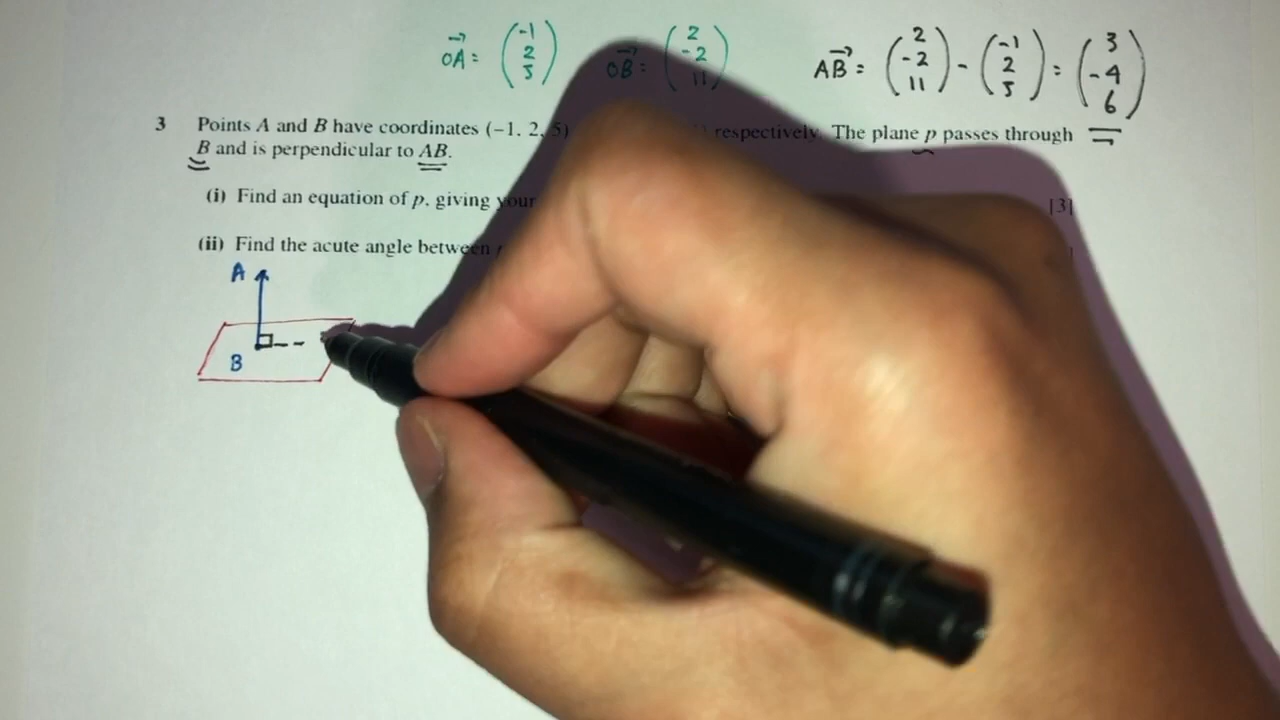 OA = (-1 2 5) OB = (2 -2 11) AB = (2 -2 11) - (-1 2 5) = (3 -4 6)
3 Points A and B have coordinates (−1, 2, 5) respectively. The plane p passes through
B and is perpendicular to AB.
(i) Find an equation of p, giving your [3]
(ii) Find the acute angle between
A
B